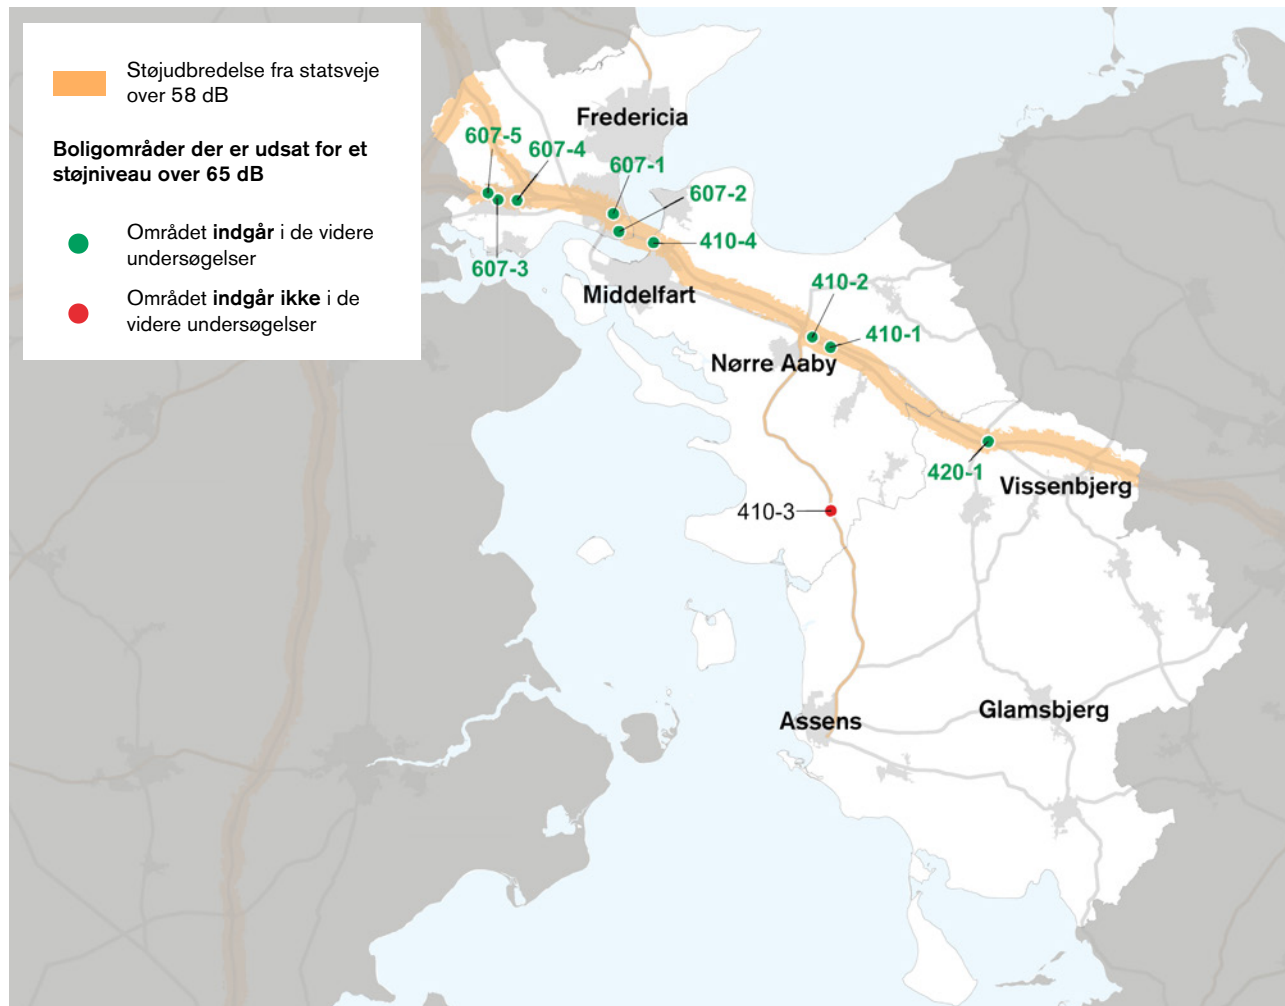 Støjudbredelse fra statsveje
over 58 dB
Boligområder der er udsat for et
støjniveau over 65 dB
Området indgår i de videre
undersøgelser
Området indgår ikke i de
videre undersøgelser
Fredericia
607-5
607-4
607-1
607-2
410-4
607-3
Middelfart
410-2
410-1
Nørre Aaby
420-1
Vissenbjerg
410-3
Glamsbjerg
Assens